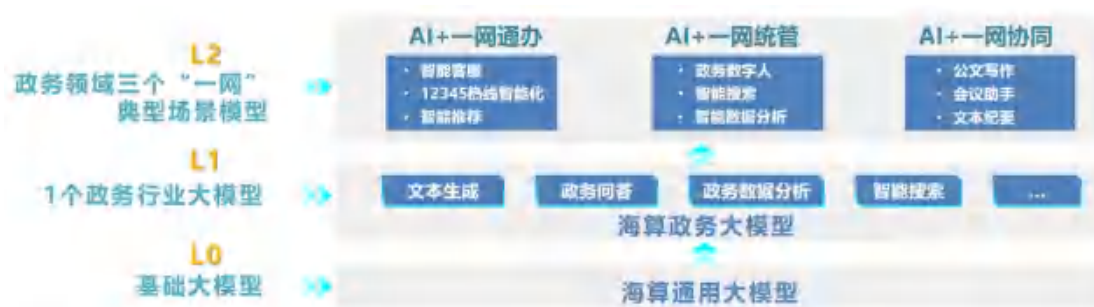 L2
政务领域三个“一网”
典型场景模型
AI+一网通办
· 智能客服
· 12345热线智能化
· 智能推荐
AI+一网统管
· 政务数字人
· 智能搜索
· 智能数据分析
AI+一网协同
· 公文写作
· 会议助手
· 文本纪要
L1
1个政务行业大模型
文本生成
政务问答
政务数据分析
智能搜索
...
海算政务大模型
L0
基础大模型
海算通用大模型